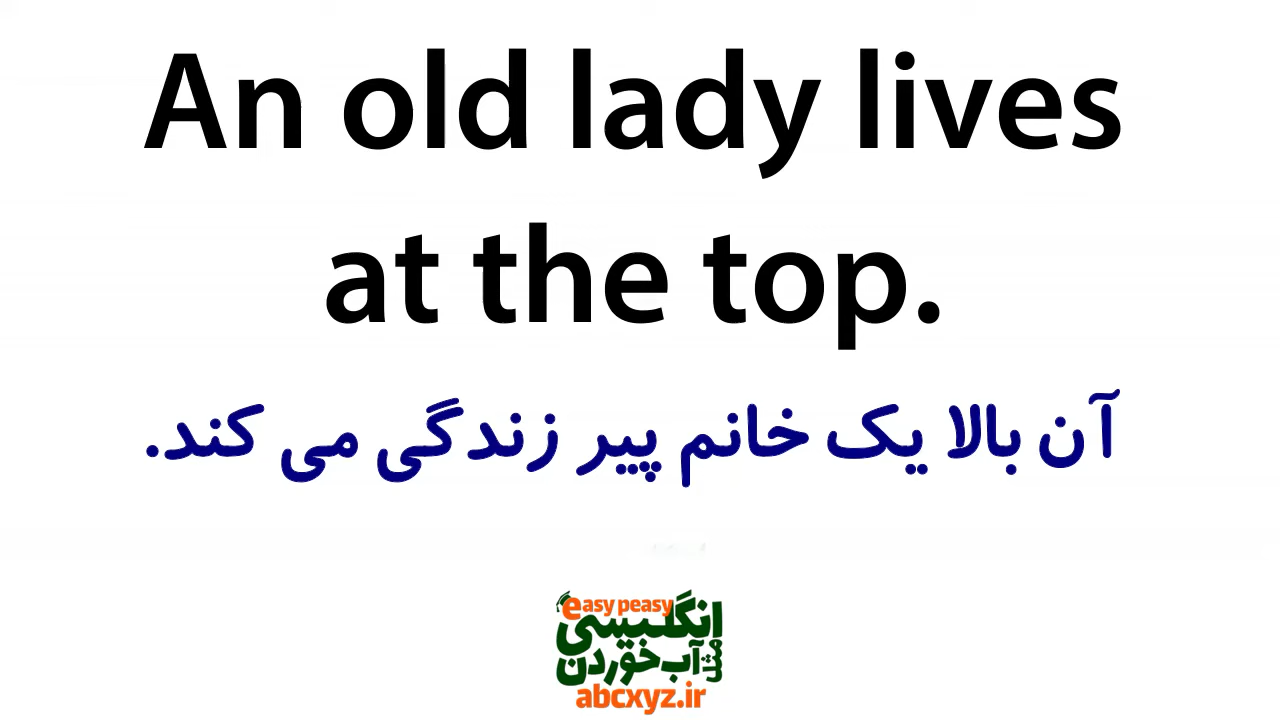 An old lady lives
at the top.
آن بالا یک خانم پیر زندگی می کند.
easy peasy
انگلیسی
مثل آب خوردن
abcxyz.ir